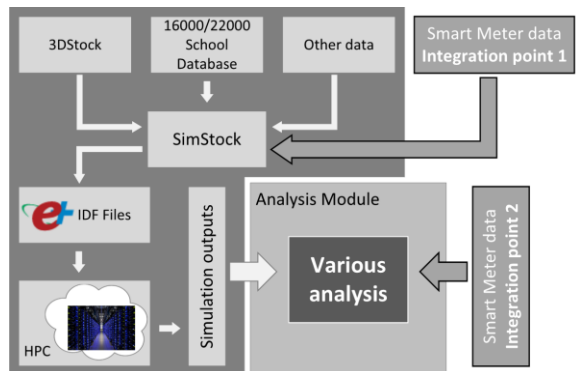 3DStock
16000/22000
School
Database
Other data
Smart Meter data
Integration point 1
SimStock
e+ IDF Files
Simulation outputs
Analysis Module
Various
analysis
Smart Meter data
Integration point 2
HPC